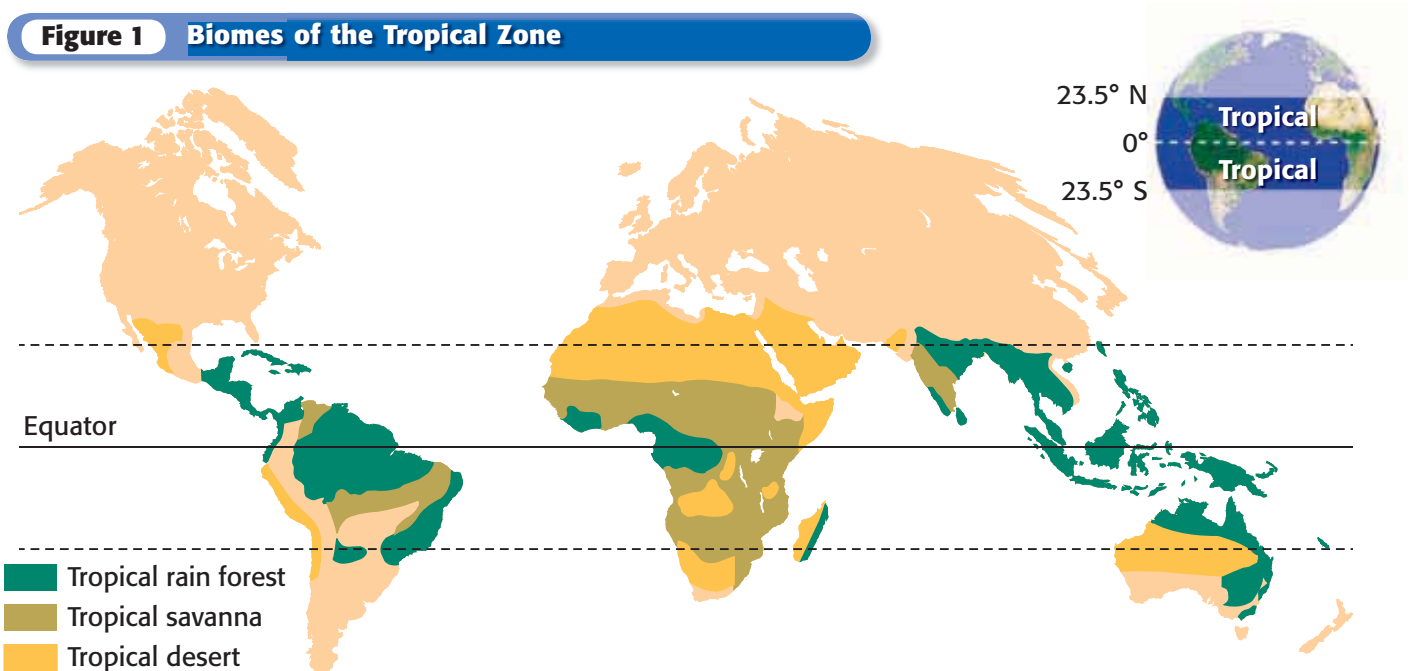 Figure 1 Biomes of the Tropical Zone
23.5° N
Tropical
0°
Tropical
23.5° S
Equator
Tropical rain forest
Tropical savanna
Tropical desert